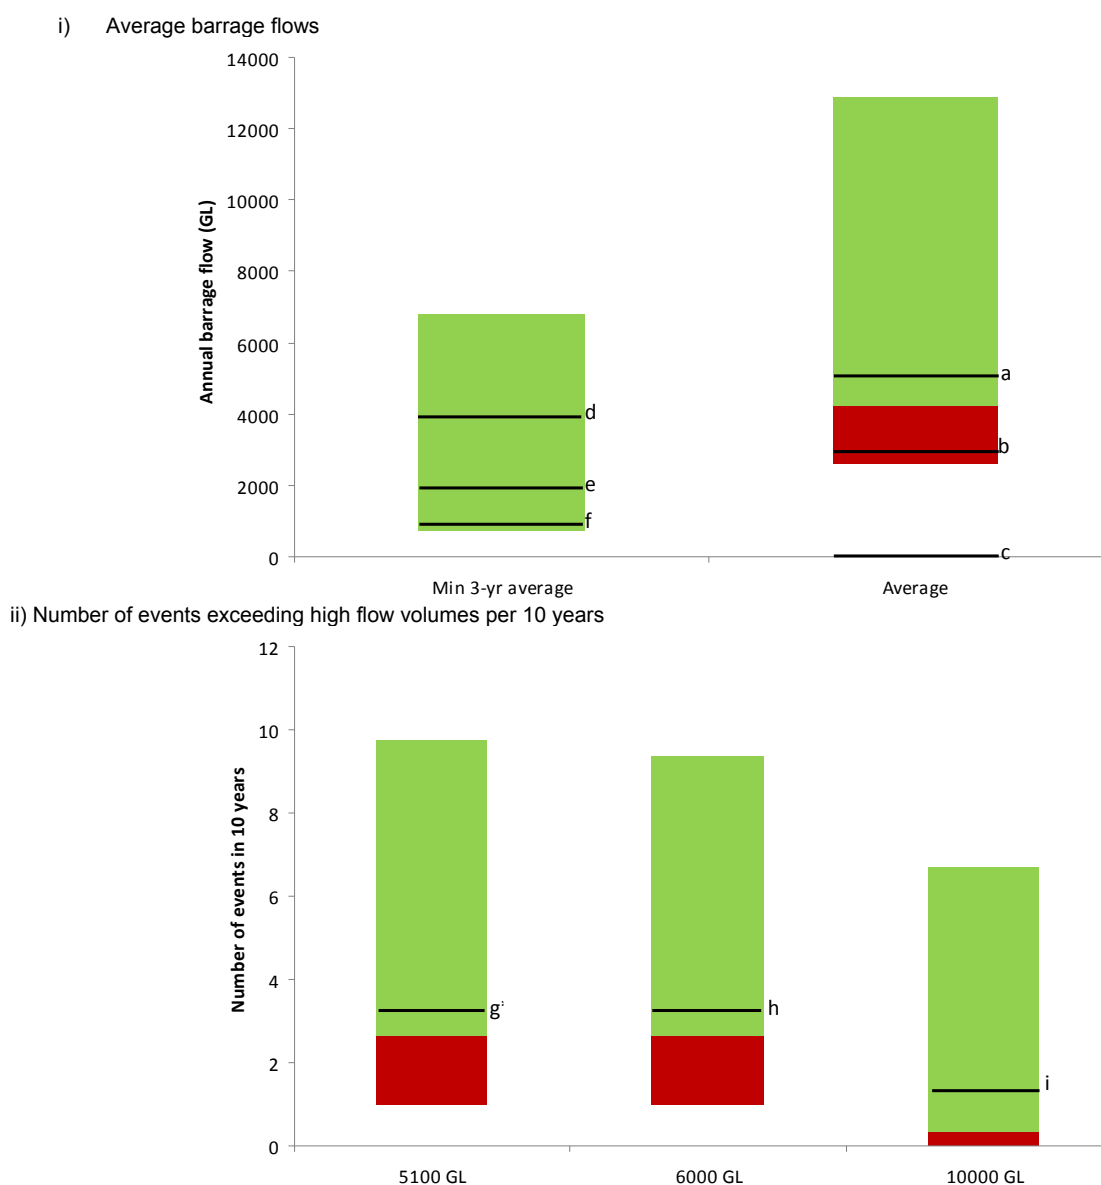 i) Average barrage flows
14000
12000
10000
8000
6000
4000
2000
0
Annual barrage flow (GL)
a
d
b
e
f
c
Min 3-yr average Average
ii) Number of events exceeding high flow volumes per 10 years
12
10
8
6
4
2
0
Number of events in 10 years
g'
h
i
5100 GL 6000 GL 10000 GL